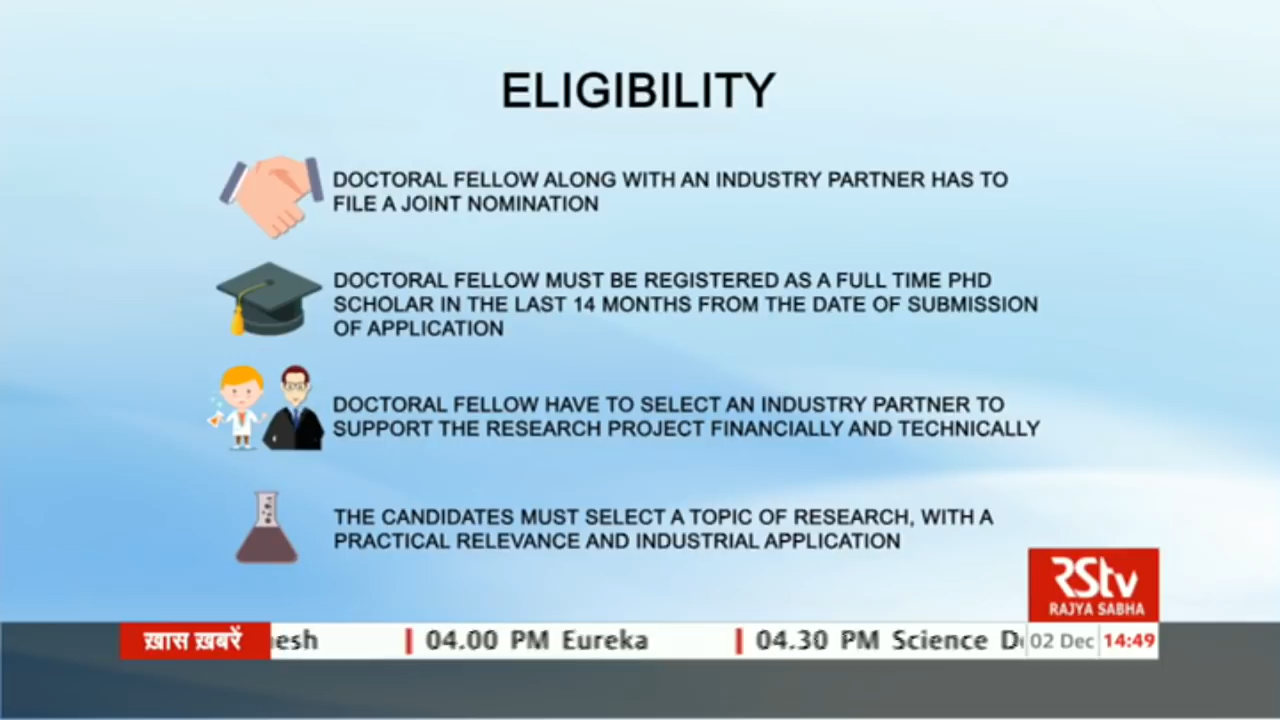 ELIGIBILITY
DOCTORAL FELLOW ALONG WITH AN INDUSTRY PARTNER HAS TO
FILE A JOINT NOMINATION
DOCTORAL FELLOW MUST BE REGISTERED AS A FULL TIME PHD
SCHOLAR IN THE LAST 14 MONTHS FROM THE DATE OF SUBMISSION
OF APPLICATION
DOCTORAL FELLOW HAVE TO SELECT AN INDUSTRY PARTNER TO
SUPPORT THE RESEARCH PROJECT FINANCIALLY AND TECHNICALLY
THE CANDIDATES MUST SELECT A TOPIC OF RESEARCH, WITH A
PRACTICAL RELEVANCE AND INDUSTRIAL APPLICATION
RStv
RAJYA SABHA
ख़ास ख़बरें 04.00 PM Eureka 04.30 PM Science 02 Dec 14:49